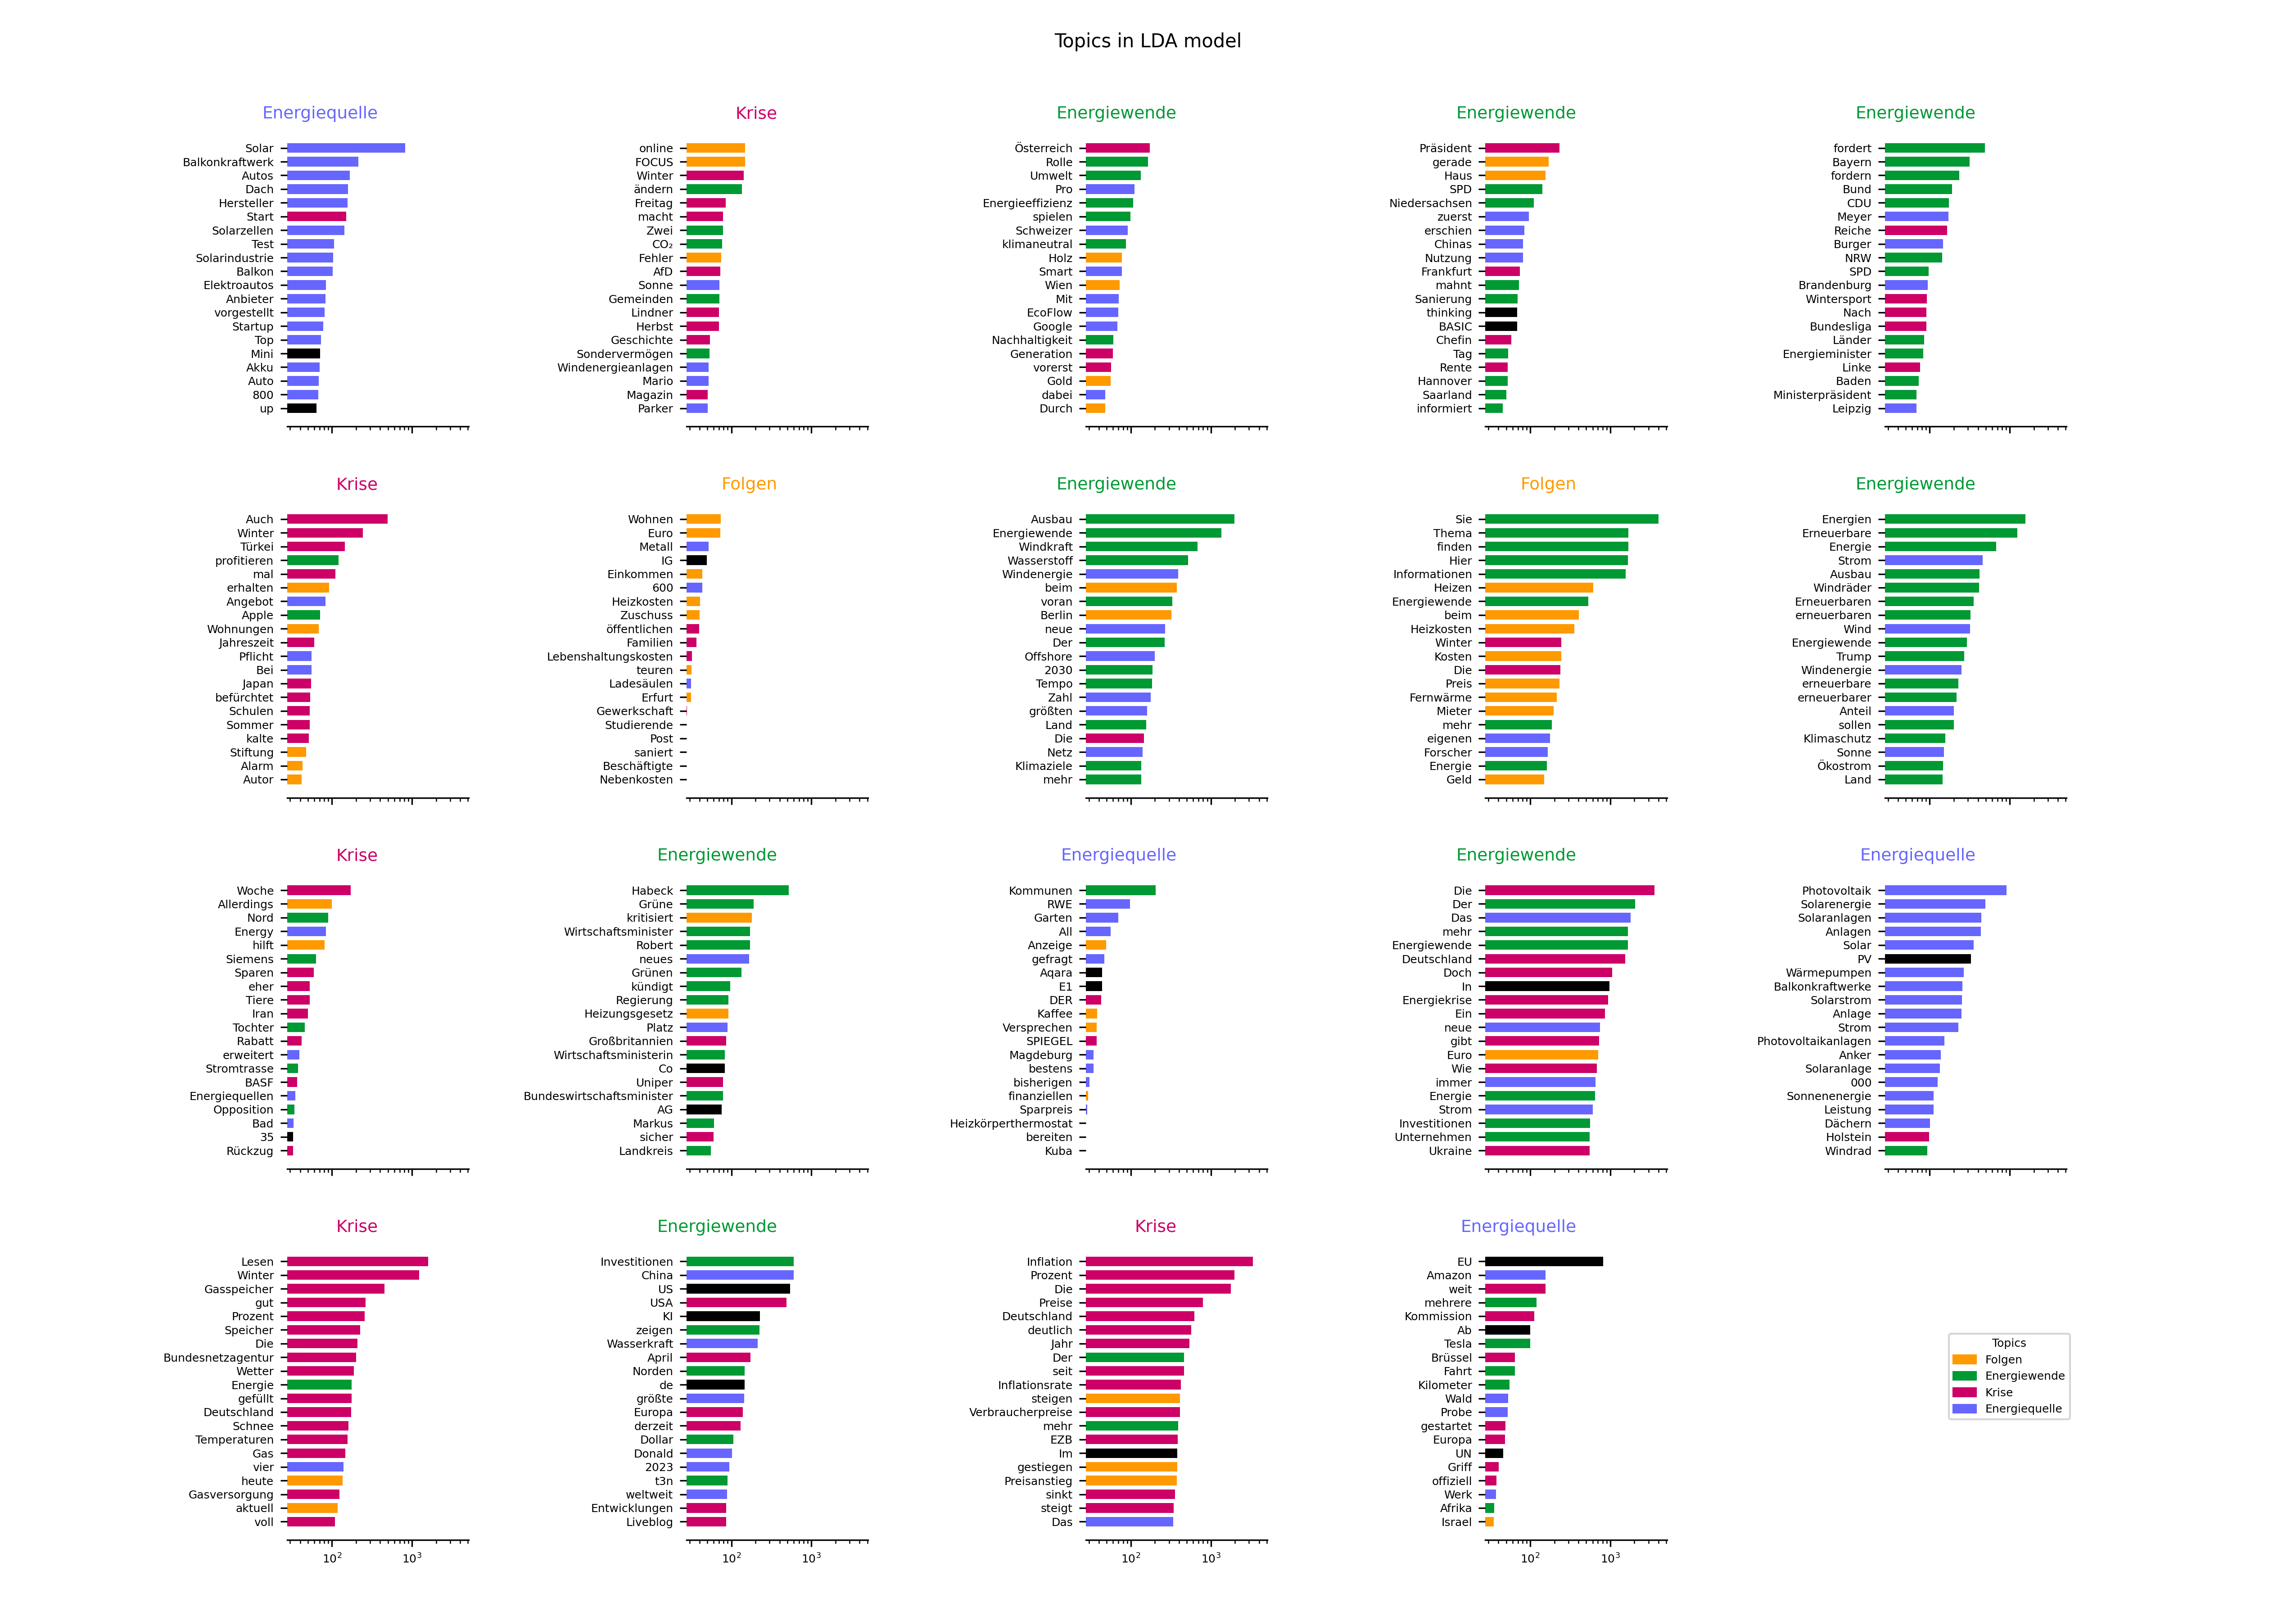 Topics in LDA model
Energiequelle
Solar
Balkonkraftwerk
Autos
Dach
Hersteller
Start
Solarzellen
Test
Solarindustrie
Balkon
Elektroautos
Anbieter
vorgestellt
Startup
Top
Mini
Akku
Auto
800
up
Krise
online
FOCUS
Winter
ändern
Freitag
macht
Zwei
CO₂
Fehler
AfD
Sonne
Gemeinden
Lindner
Herbst
Geschichte
Sondervermögen
Windenergieanlagen
Mario
Magazin
Parker
Energiewende
Österreich
Rolle
Umwelt
Pro
Energieeffizienz
spielen
Schweizer
klimaneutral
Holz
Smart
Wien
Mit
EcoFlow
Google
Nachhaltigkeit
Generation
vorerst
Gold
dabei
Durch
Energiewende
Präsident
gerade
Haus
SPD
Niedersachsen
zuerst
erschien
Chinas
Nutzung
Frankfurt
mahnt
Sanierung
thinking
BASIC
Chefin
Tag
Rente
Hannover
Saarland
informiert
Energiewende
fordert
Bayern
fordern
Bund
CDU
Meyer
Reiche
Burger
NRW
SPD
Brandenburg
Wintersport
Nach
Bundesliga
Länder
Energieminister
Linke
Baden
Ministerpräsident
Leipzig
Krise
Auch
Winter
Türkei
profitieren
mal
erhalten
Angebot
Apple
Wohnungen
Jahreszeit
Pflicht
Bei
Japan
befürchtet
Schulen
Sommer
kalte
Stiftung
Alarm
Autor
Folgen
Wohnen
Euro
Metall
IG
Einkommen
600
Heizkosten
Zuschuss
öffentlichen
Familien
Lebenshaltungskosten
teuren
Ladesäulen
Erfurt
Gewerkschaft
Studierende
Post
saniert
Beschäftigte
Nebenkosten
Energiewende
Ausbau
Energiewende
Windkraft
Wasserstoff
Windenergie
beim
voran
Berlin
neue
Der
Offshore
2030
Tempo
Zahl
größten
Land
Die
Netz
Klimaziele
mehr
Folgen
Sie
Thema
finden
Hier
Informationen
Heizen
Energiewende
beim
Heizkosten
Winter
Kosten
Die
Preis
Fernwärme
Mieter
mehr
eigenen
Forscher
Energie
Geld
Energiewende
Energien
Erneuerbare
Energie
Strom
Ausbau
Windräder
Erneuerbaren
erneuerbaren
Wind
Energiewende
Trump
Windenergie
erneuerbare
erneuerbarer
Anteil
sollen
Klimaschutz
Sonne
Ökostrom
Land
Krise
Woche
Allerdings
Nord
Energy
hilft
Siemens
Sparen
eher
Tiere
Iran
Tochter
Rabatt
erweitert
Stromtrasse
BASF
Energiequellen
Opposition
Bad
35
Rückzug
Energiewende
Habeck
Grüne
kritisiert
Wirtschaftsminister
Robert
neues
Grünen
kündigt
Regierung
Heizungsgesetz
Platz
Großbritannien
Wirtschaftsministerin
Co
Uniper
Bundeswirtschaftsminister
AG
Markus
sicher
Landkreis
Energiequelle
Kommunen
RWE
Garten
All
Anzeige
gefragt
Aqara
E1
DER
Kaffee
Versprechen
SPIEGEL
Magdeburg
bestens
bisherigen
finanziellen
Sparpreis
Heizkörperthermostat
bereiten
Kuba
Energiewende
Die
Der
Das
mehr
Energiewende
Deutschland
Doch
In
Energiekrise
Ein
neue
gibt
Euro
Wie
immer
Energie
Strom
Investitionen
Unternehmen
Ukraine
Energiequelle
Photovoltaik
Solarenergie
Solaranlagen
Anlagen
Solar
PV
Wärmepumpen
Balkonkraftwerke
Solarstrom
Anlage
Strom
Photovoltaikanlagen
Anker
Solaranlage
000
Sonnenenergie
Leistung
Dächern
Holstein
Windrad
Krise
Lesen
Winter
Gasspeicher
gut
Prozent
Speicher
Die
Bundesnetzagentur
Wetter
Energie
gefüllt
Deutschland
Schnee
Temperaturen
Gas
vier
heute
Gasversorgung
aktuell
voll
10² 10³
Energiewende
Investitionen
China
US
USA
KI
zeigen
Wasserkraft
April
Norden
de
größte
Europa
derzeit
Dollar
Donald
2023
t3n
weltweit
Entwicklungen
Liveblog
10² 10³
Krise
Inflation
Prozent
Die
Preise
Deutschland
deutlich
Jahr
Der
seit
Inflationsrate
steigen
Verbraucherpreise
mehr
EZB
Im
gestiegen
Preisanstieg
sinkt
steigt
Das
10² 10³
Energiequelle
EU
Amazon
weit
mehrere
Kommission
Ab
Tesla
Brüssel
Fahrt
Kilometer
Wald
Probe
gestartet
Europa
UN
Griff
offiziell
Werk
Afrika
Israel
10² 10³
Topics
Folgen
Energiewende
Krise
Energiequelle